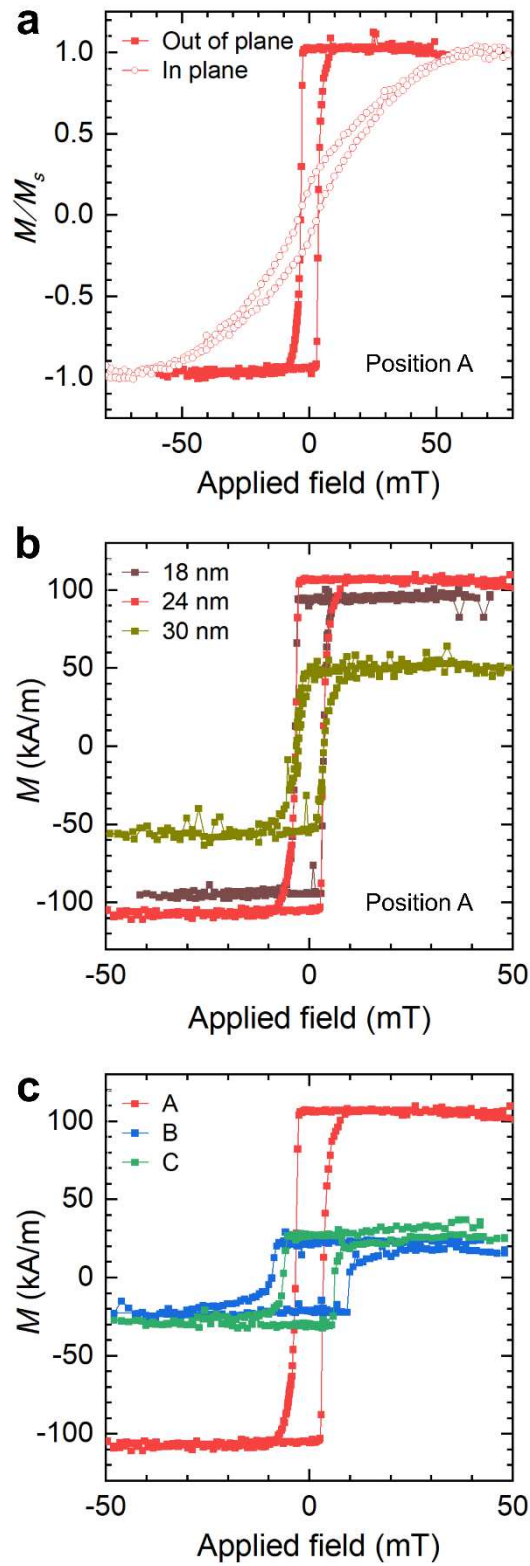 a
Out of plane
In plane
1.0
0.5
0.0
-0.5
-1.0
M/Ms
Position A
-50 0 50
Applied field (mT)
b
18 nm
24 nm
30 nm
100
50
0
-50
-100
M (kA/m)
Position A
-50 0 50
Applied field (mT)
c
A
B
C
100
50
0
-50
-100
M (kA/m)
-50 0 50
Applied field (mT)